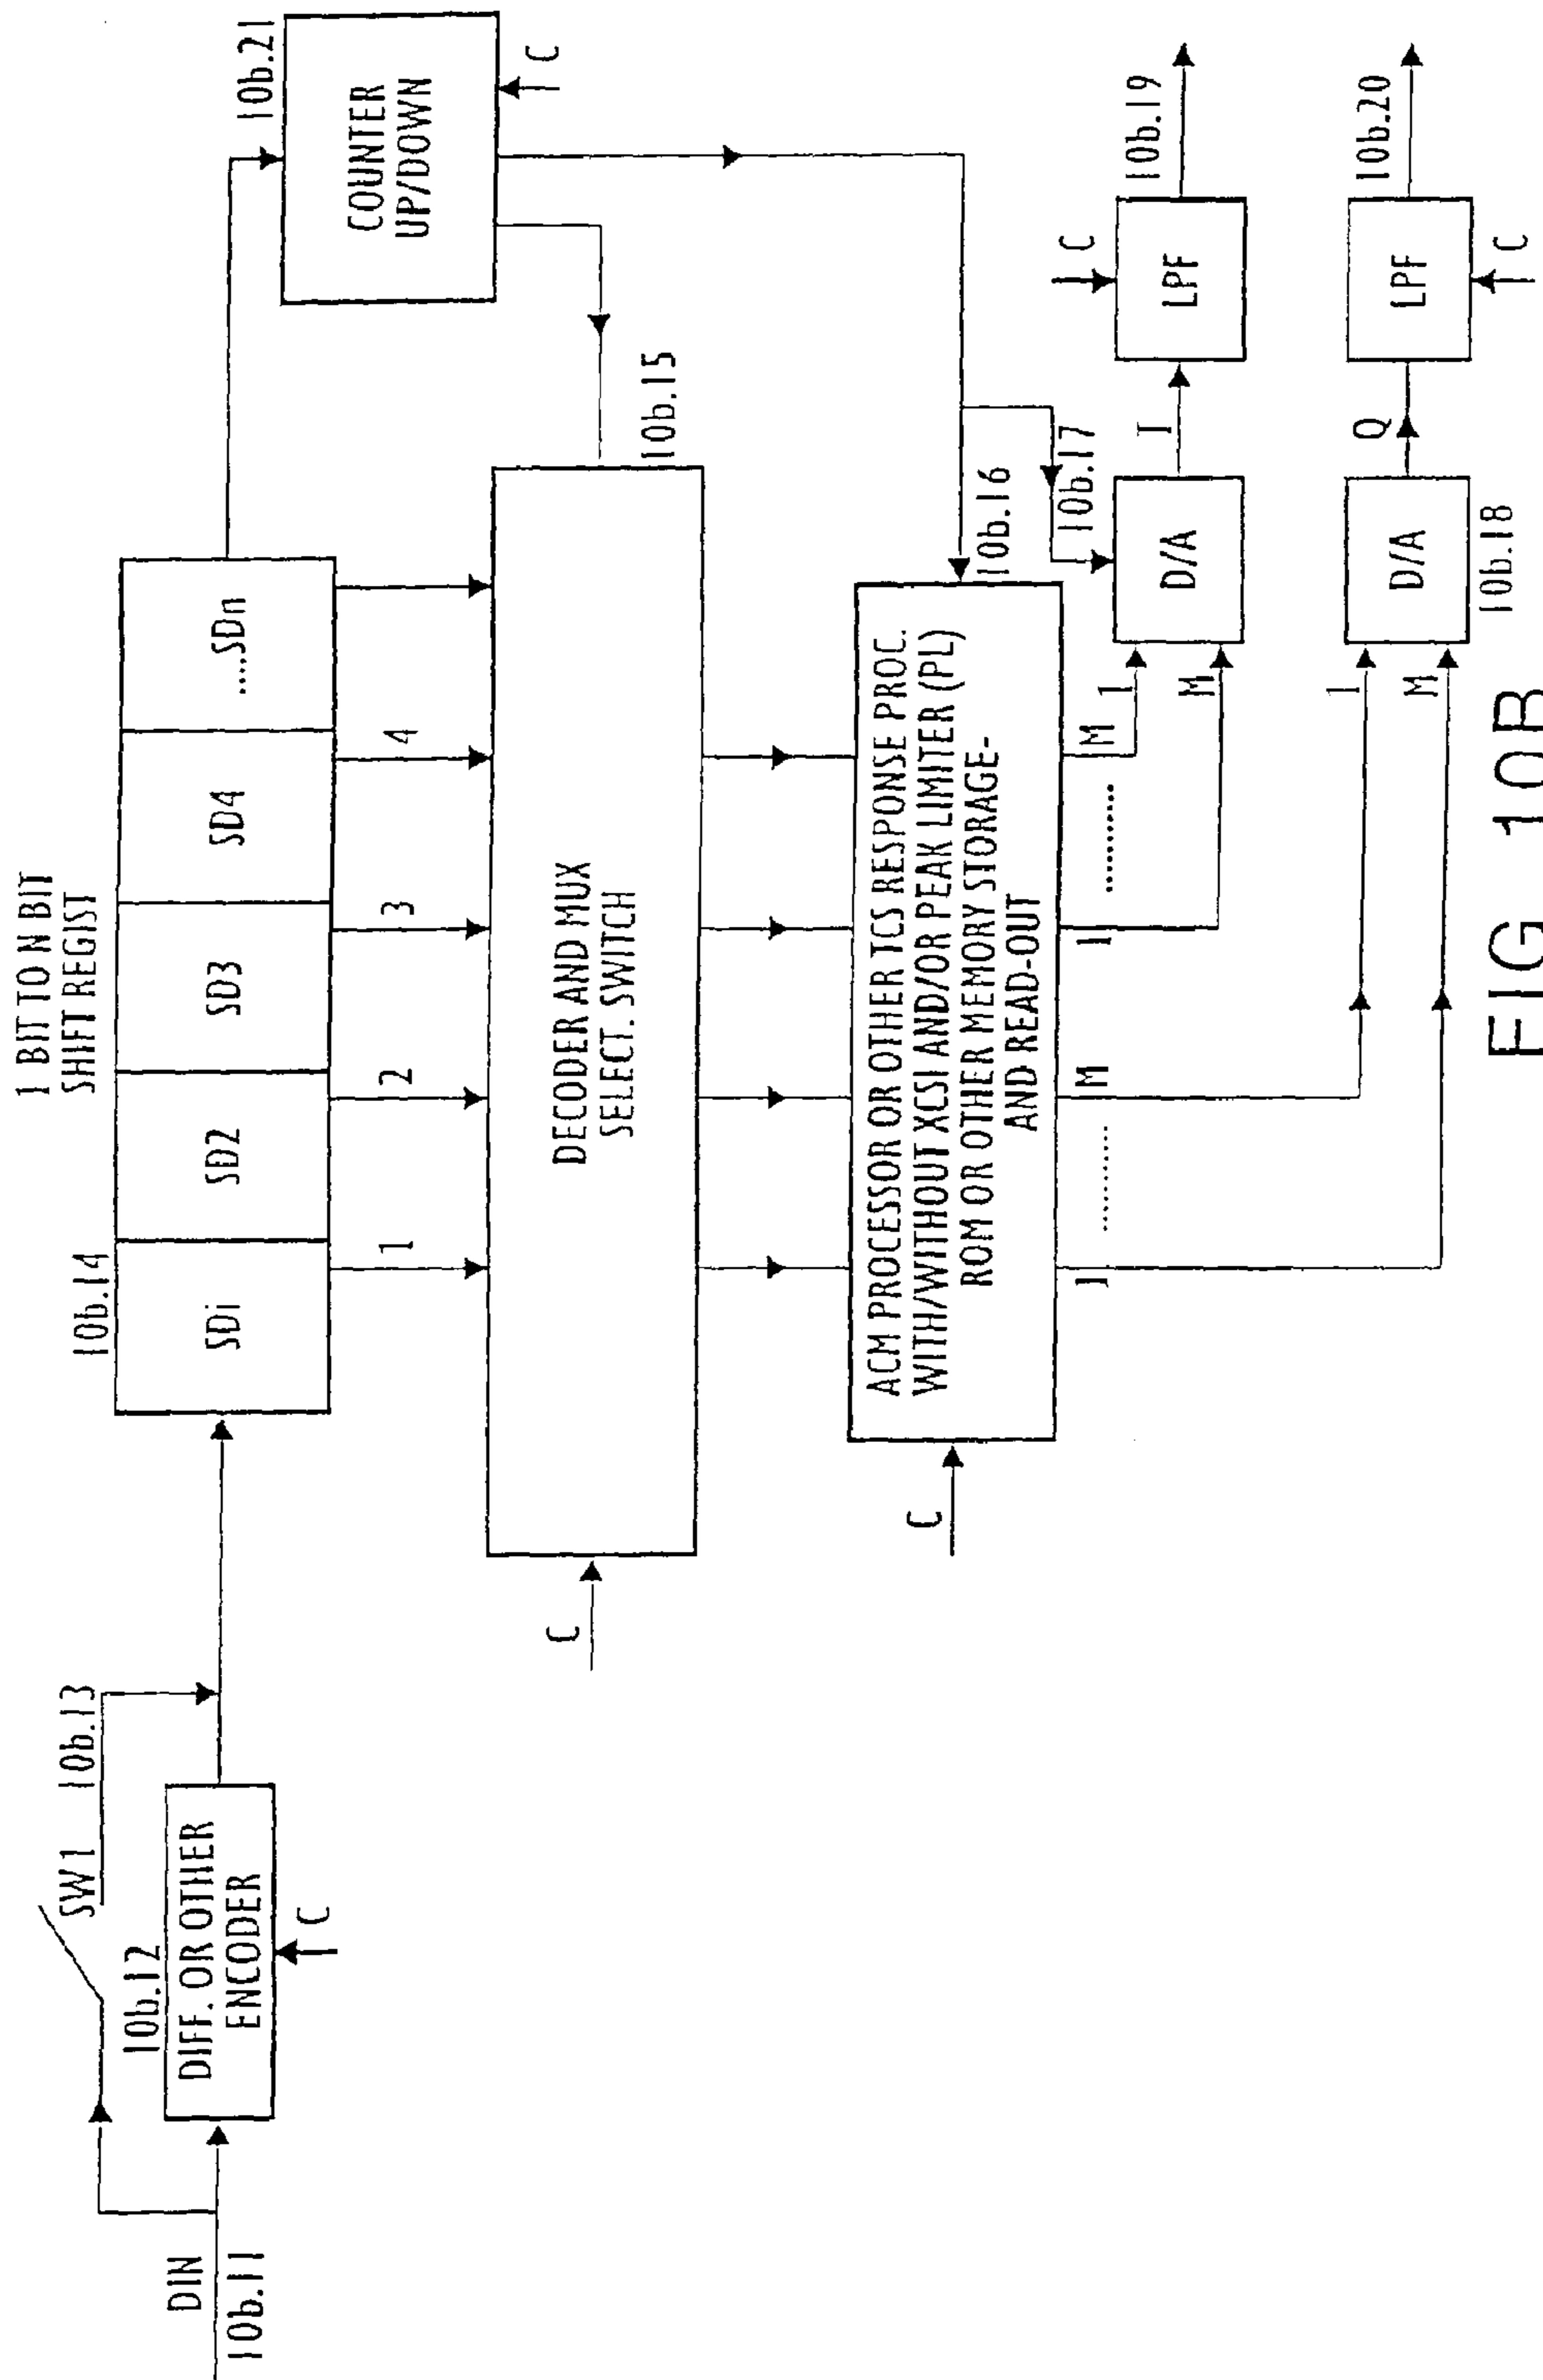 DIN
10b.11
SW1 10b.13
10b.12
DIFF. OR OTHER
ENCODER
C
1 BIT TO N BIT
SHIFT REGIST
10b.14
SDi
SD2
SD3
SD4
.....SDn
1
2
3
4
10b.21
COUNTER
UP/DOWN
C
DECODER AND MUX
SELECT. SWITCH
10b.15
C
ACM PROCESSOR OR OTHER TCS RESPONSE PROC.
WITH/WITHOUT XCSI AND/OR PEAK LIMITER (PL)
ROM OR OTHER MEMORY STORAGE-
AND READ-OUT
10b.16
C
1 .......... M
1 .......... M
1
M
10b.17
D/A
I
C
LPF
10b.19
1
M
D/A
10b.18
Q
LPF
C
10b.20
FIG 10B